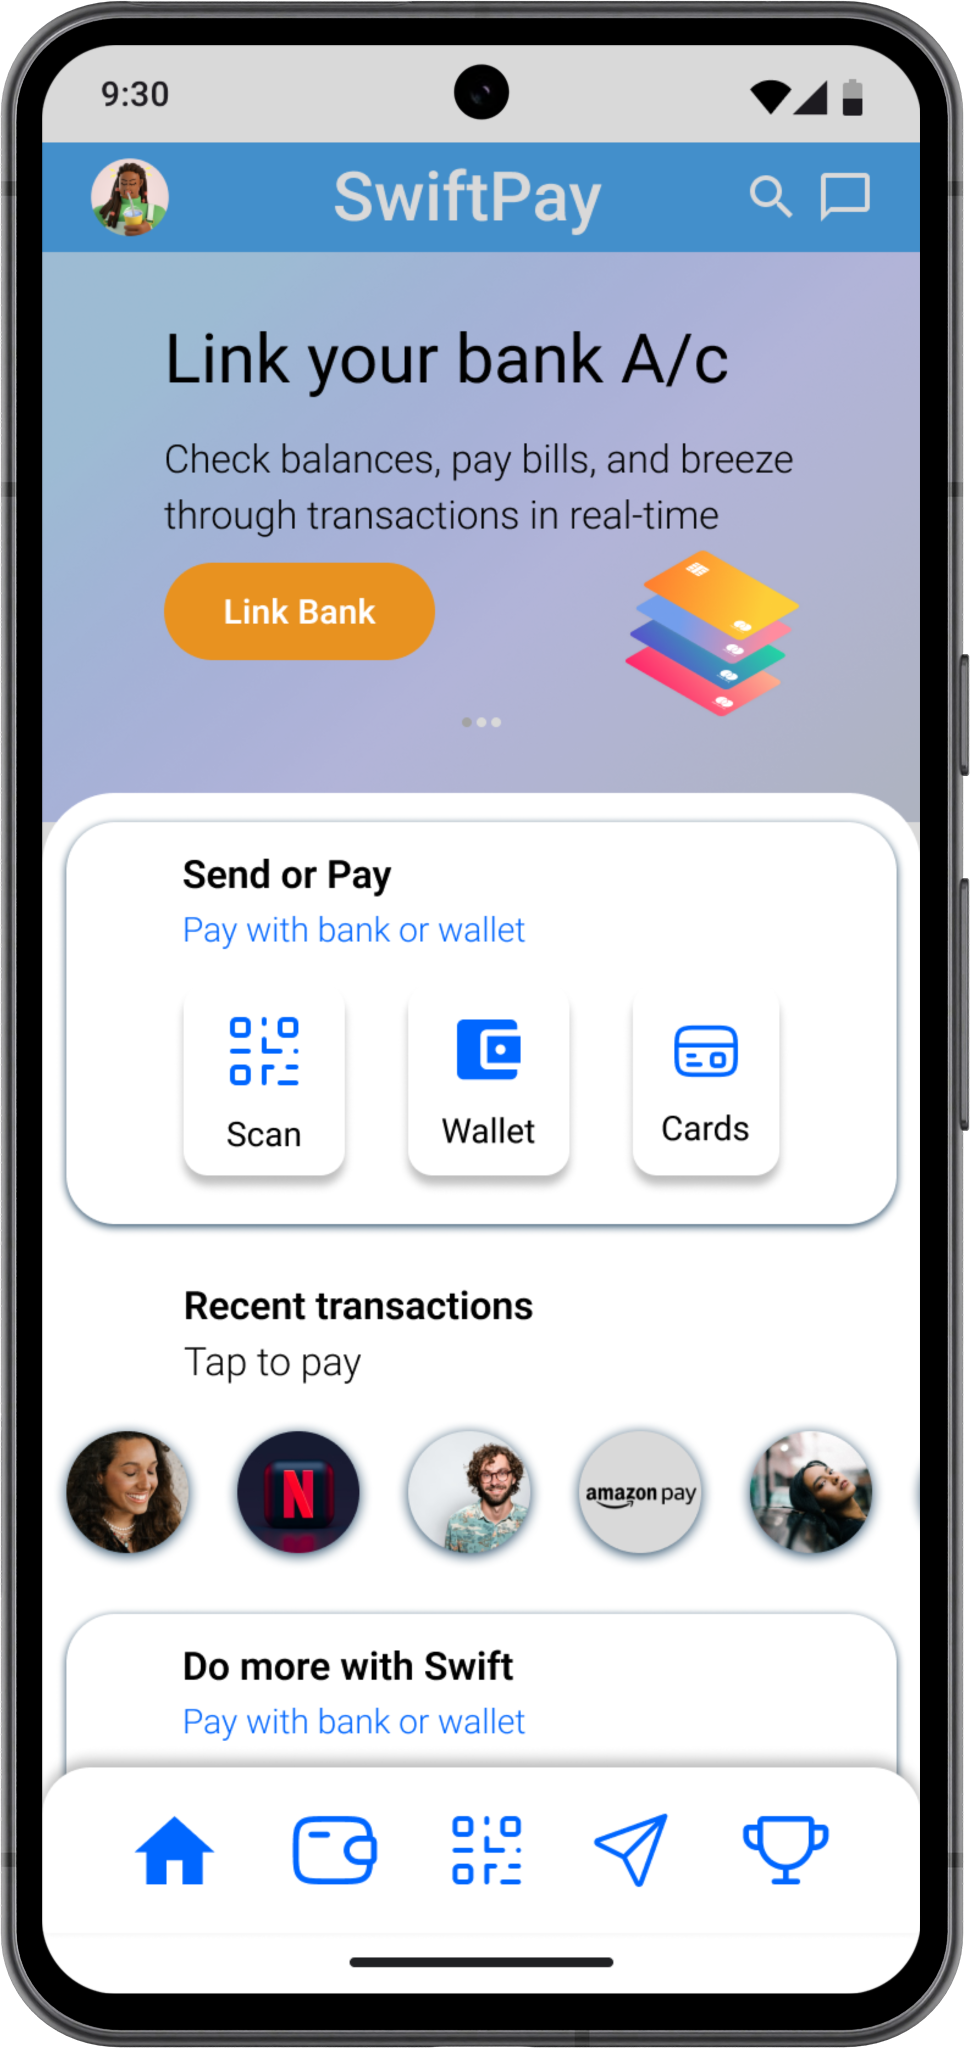 9:30
SwiftPay
Link your bank A/c
Check balances, pay bills, and breeze
through transactions in real-time
Link Bank
Send or Pay
Pay with bank or wallet
Scan
Wallet
Cards
Recent transactions
Tap to pay
N
amazon pay
Do more with Swift
Pay with bank or wallet